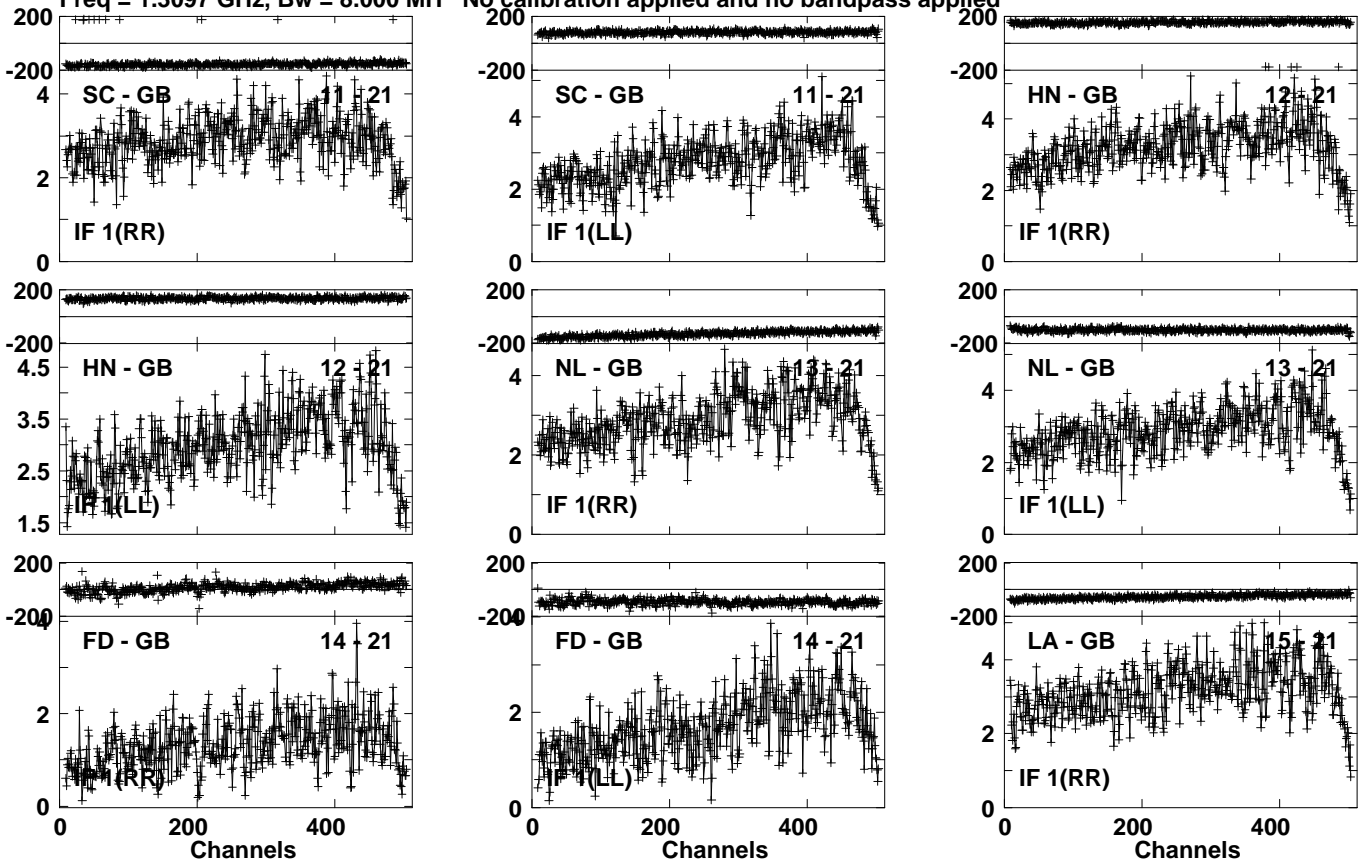 Freq = 1.3097 GHz, Bw = 8.000 MH No calibration applied and no bandpass applied
200 200 200
-200 -200 -200
SC - GB 11 - 21 SC - GB 11 - 21 HN - GB 12 - 21
4 4 4
2 2 2
IF 1(RR) IF 1(LL) IF 1(RR)
0 0 0
200 200 200
-200 -200 -200
HN - GB 12 - 21 NL - GB 13 - 21 NL - GB 13 - 21
4.5 4 4
3.5
2.5 2 2
IF 1(LL) IF 1(RR) IF 1(LL)
1.5 0 0
200 200 200
-200 -200 -200
4 4
FD - GB 14 - 21 FD - GB 14 - 21 LA - GB 15 - 21
4
2 2 2
IF 1(RR) IF 1(LL) IF 1(RR)
0 0 0
0 200 400 0 200 400 0 200 400
Channels Channels Channels